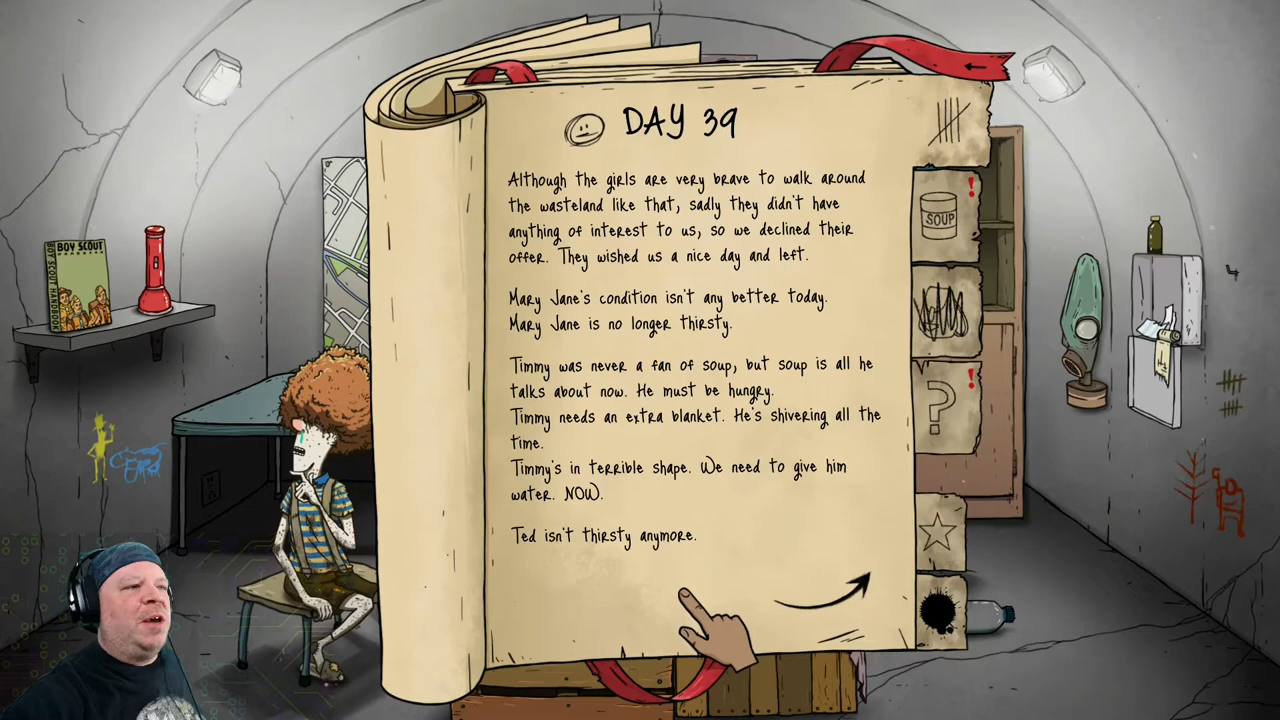 DAY 39
Although the girls are very brave to walk around
the wasteland like that, sadly they didn't have
anything of interest to us, so we declined their
offer. They wished us a nice day and left.
Mary Jane's condition isn't any better today.
Mary Jane is no longer thirsty.
Timmy was never a fan of soup, but soup is all he
talks about now. He must be hungry.
Timmy needs an extra blanket. He's shivering all the
time.
Timmy's in terrible shape. We need to give him
water. NOW.
Ted isn't thirsty anymore.
SOUP
!
?
!
BOY SCOUT
BOY SCOUT HANDBOOK